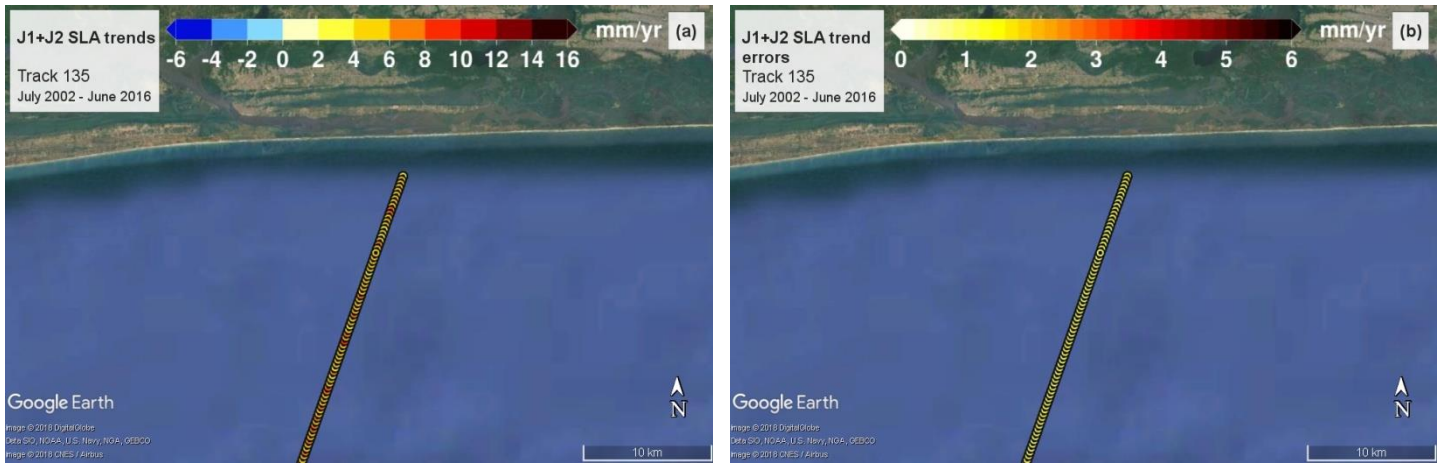 J1+J2 SLA trends
Track 135
July 2002 - June 2016
-6 -4 -2 0 2 4 6 8 10 12 14 16
mm/yr (a)
Google Earth
Image © 2018 DigitalGlobe
Data SIO, NOAA, U.S. Navy, NGA, GEBCO
Image © 2018 CNES / Airbus
N
10 km
J1+J2 SLA trend
errors
Track 135
July 2002 - June 2016
0 1 2 3 4 5 6
mm/yr (b)
Google Earth
Image © 2018 DigitalGlobe
Data SIO, NOAA, U.S. Navy, NGA, GEBCO
Image © 2018 CNES / Airbus
N
10 km